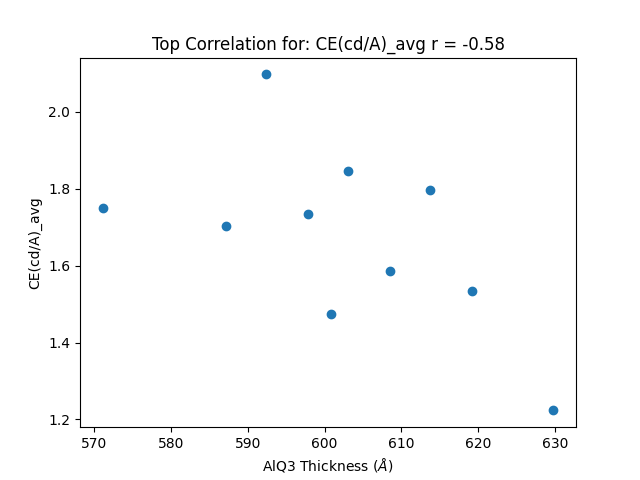 Top Correlation for: CE(cd/A)_avg r = -0.58
2.0
1.8
1.6
1.4
1.2
CE(cd/A)_avg
570 580 590 600 610 620 630
AlQ3 Thickness (Å)